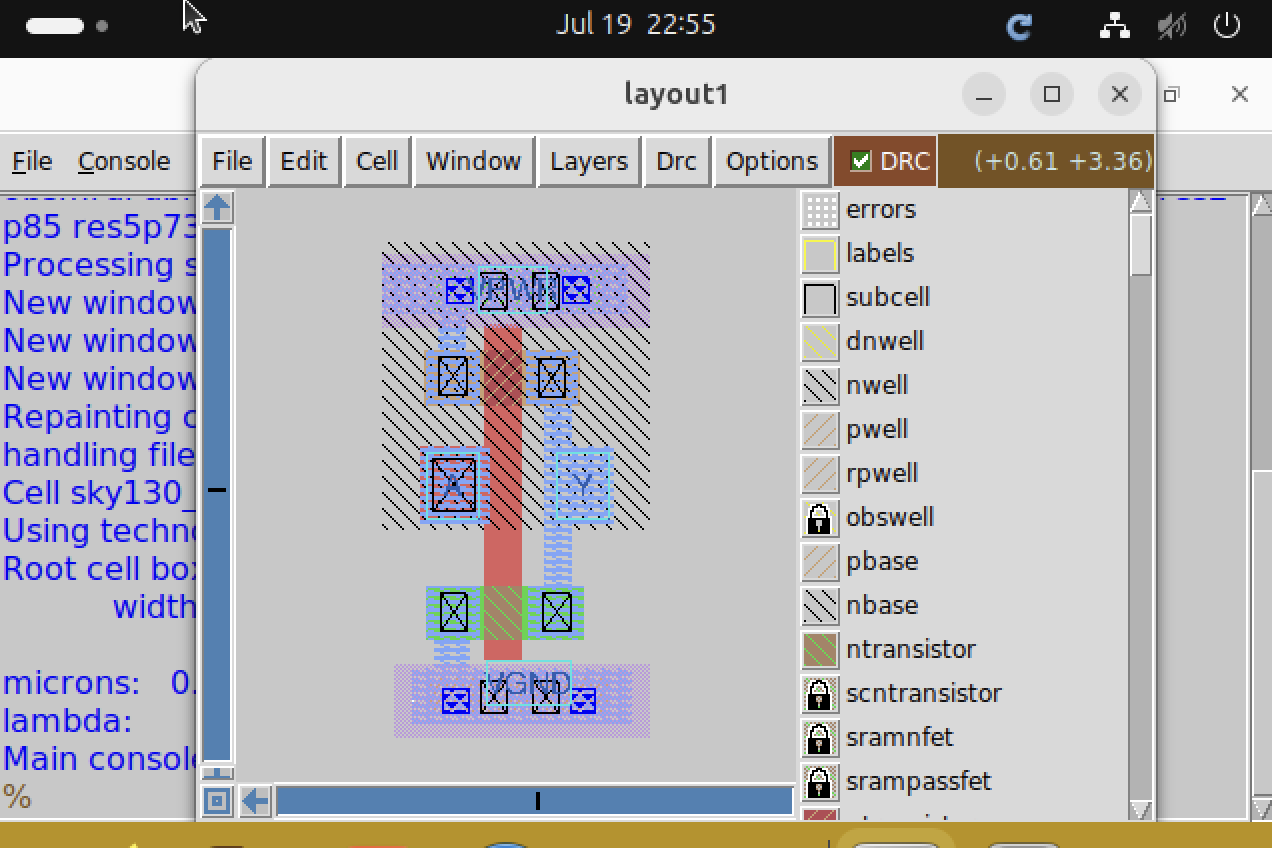 Jul 19 22:55
layout1
File Console
File Edit Cell Window Layers Drc Options DRC (+0.61 +3.36)
p85 res5p73
Processing
New window
New window
New window
Repainting
handling file
Cell sky130_
Using
Root cell
width
microns: 0.
lambda:
Main console
%
A
Y
VGND
errors
labels
subcell
dnwell
nwell
pwell
rpwell
obswell
pbase
nbase
ntransistor
scntransistor
sramnfet
srampassfet